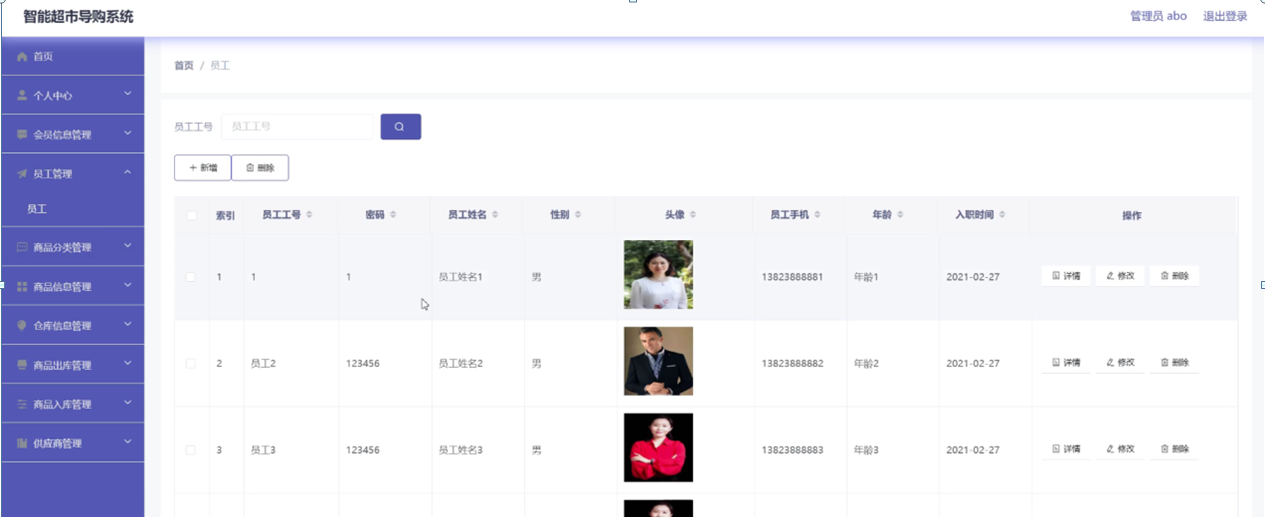 智能超市导购系统
管理员 abo 退出登录
首页
个人中心
会员信息管理
员工管理
员工
商品分类管理
商品信息管理
仓库信息管理
商品出库管理
商品入库管理
供应商管理
首页 / 员工
员工工号 员工工号
+ 新增 删除
索引 员工工号 密码 员工姓名 性别 头像 员工手机 年龄 入职时间 操作
1 1 1 员工姓名1 男 13823888881 年龄1 2021-02-27 详情 修改 删除
2 员工2 123456 员工姓名2 男 13823888882 年龄2 2021-02-27 详情 修改 删除
3 员工3 123456 员工姓名3 男 13823888883 年龄3 2021-02-27 详情 修改 删除